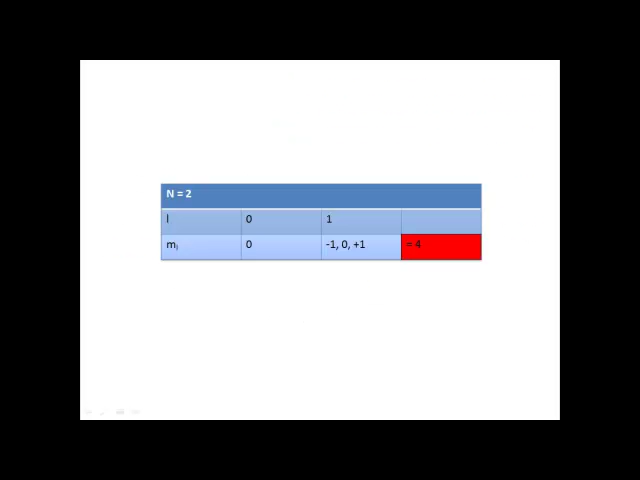 N = 2
l 0 1
mₗ 0 -1, 0, +1 = 4